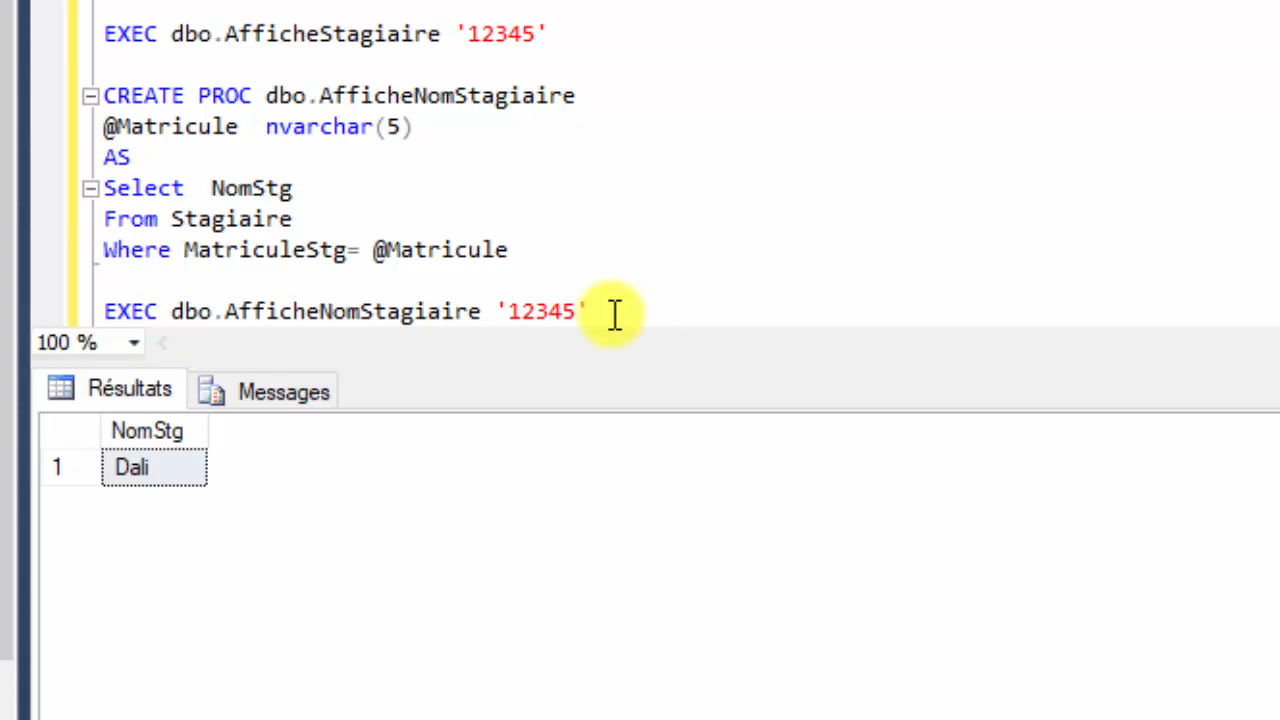 EXEC dbo.AfficheStagiaire '12345'
CREATE PROC dbo.AfficheNomStagiaire
@Matricule  nvarchar(5)
AS
Select  NomStg
From Stagiaire
Where MatriculeStg= @Matricule
EXEC dbo.AfficheNomStagiaire '12345'
100 %
Résultats Messages
NomStg
1 Dali